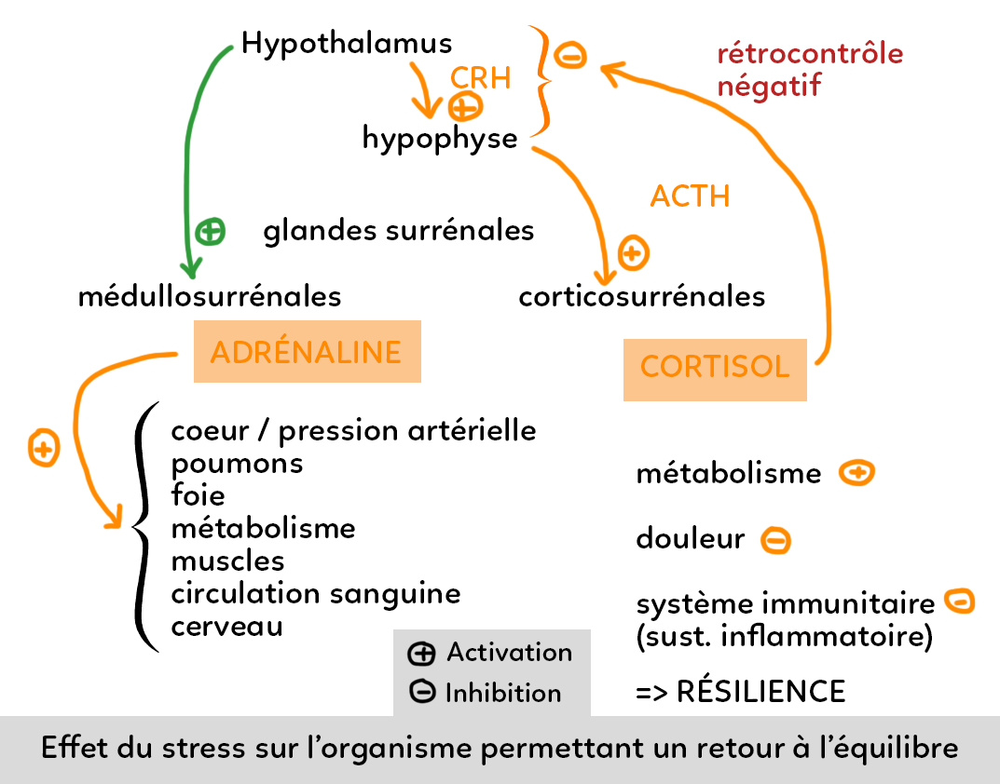 Hypothalamus
rétrocontrôle
négatif
CRH
hypophyse
ACTH
glandes surrénales
médullosurrénales
corticosurrénales
ADRÉNALINE
CORTISOL
coeur / pression artérielle
poumons
foie
métabolisme
muscles
circulation sanguine
cerveau
métabolisme +
douleur -
système immunitaire -
(sust. inflammatoire)
=> RÉSILIENCE
+ Activation
- Inhibition
Effet du stress sur l'organisme permettant un retour à l'équilibre